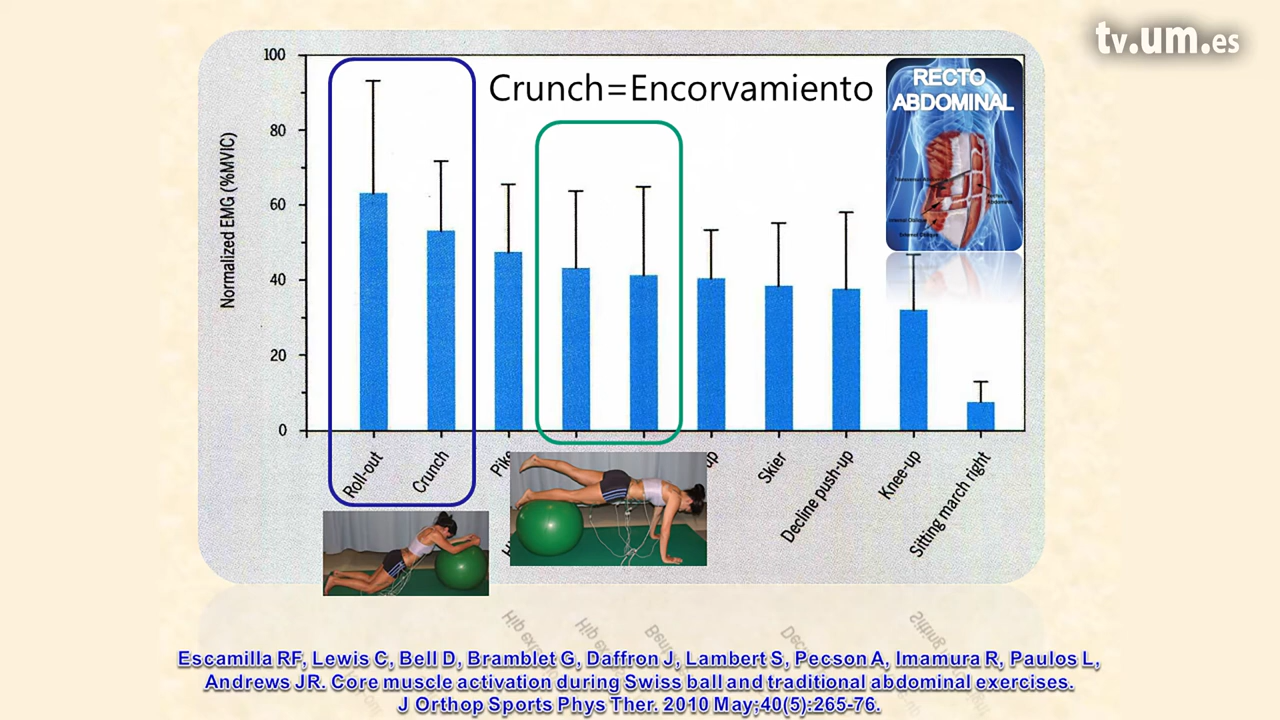 tv.um.es
100
80
60
40
20
0
Normalized EMG (%MVIC)
Crunch=Encorvamiento
RECTO
ABDOMINAL
Roll-out
Crunch
Skier
Decline push-up
Knee-up
Sitting march right
Escamilla RF, Lewis C, Bell D, Bramblet G, Daffron J, Lambert S, Pecson A, Imamura R, Paulos L,
Andrews JR. Core muscle activation during Swiss ball and traditional abdominal exercises.
J Orthop Sports Phys Ther. 2010 May;40(5):265-76.